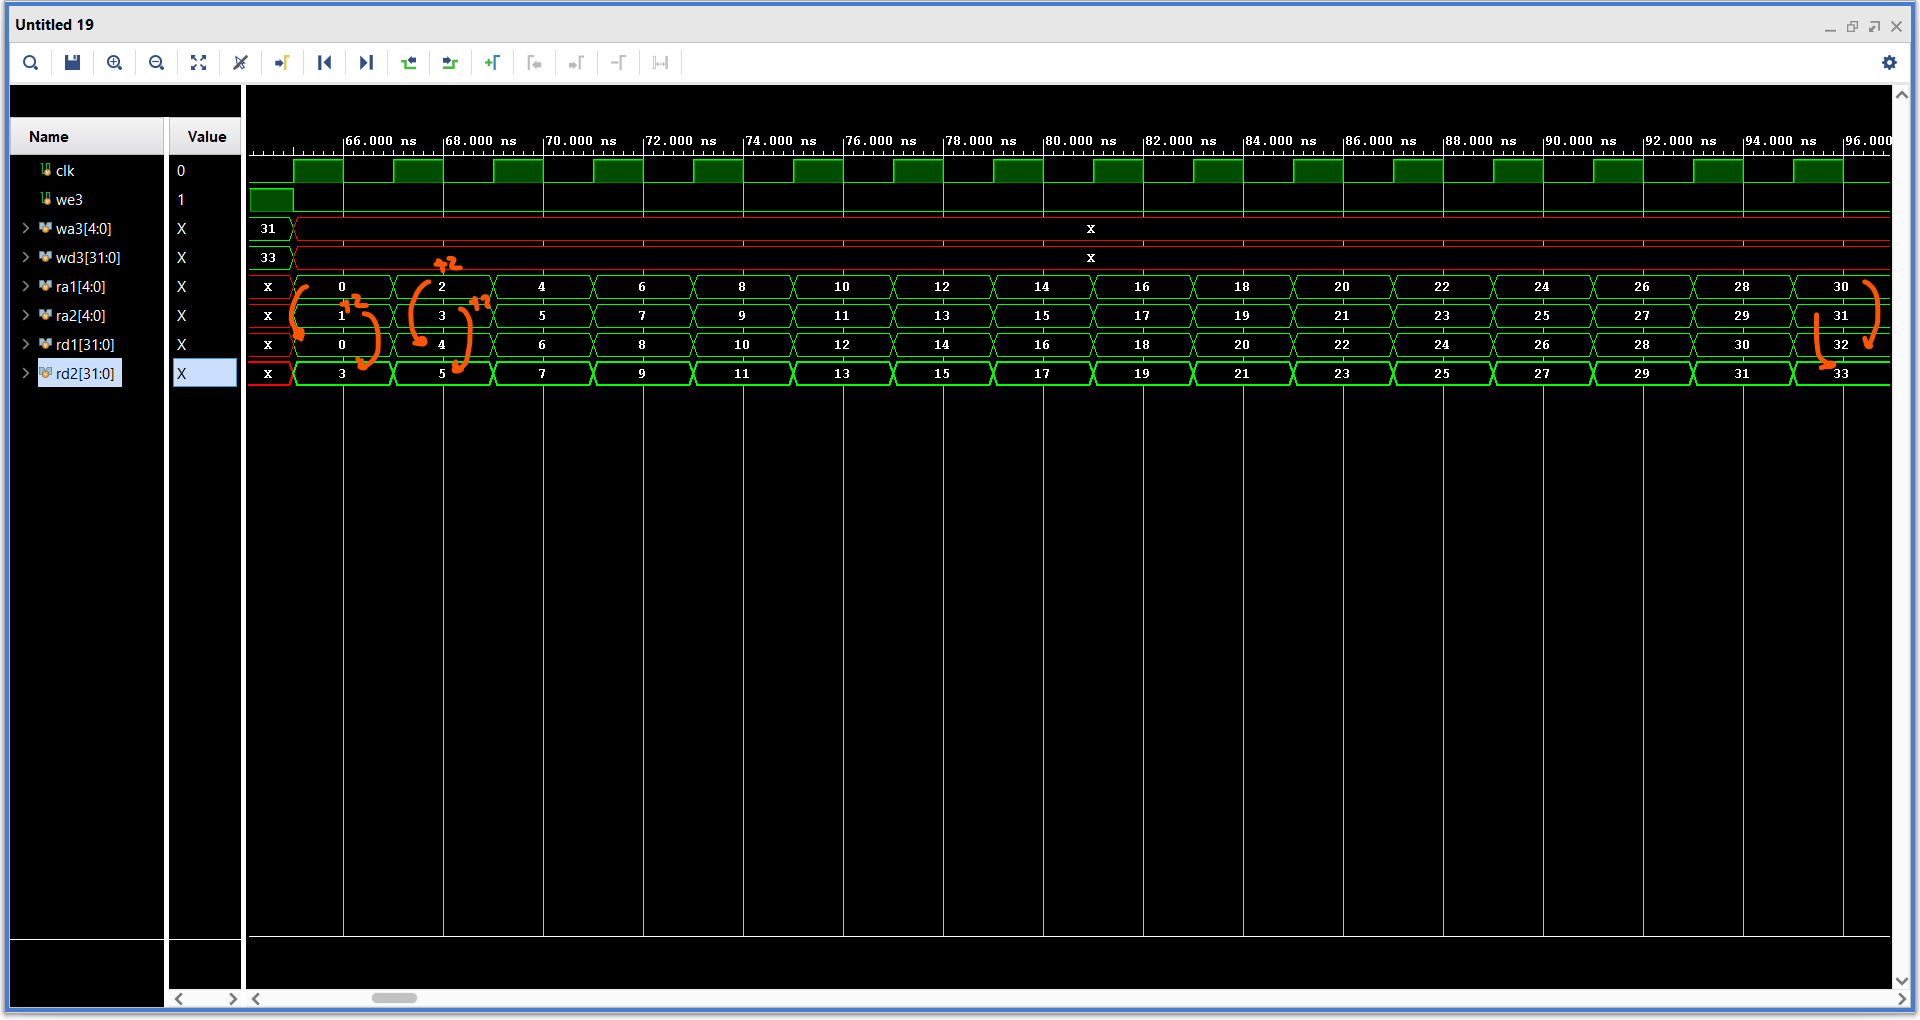 Untitled 19
Name Value
66.000 ns 68.000 ns 70.000 ns 72.000 ns 74.000 ns 76.000 ns 78.000 ns 80.000 ns 82.000 ns 84.000 ns 86.000 ns 88.000 ns 90.000 ns 92.000 ns 94.000 ns 96.000
clk 0
we3 1
wa3[4:0] X 31 X
wd3[31:0] X 33 X
+2
ra1[4:0] X X 0 2 4 6 8 10 12 14 16 18 20 22 24 26 28 30
+2 +2
ra2[4:0] X X 1 3 5 7 9 11 13 15 17 19 21 23 25 27 29 31
rd1[31:0] X X 0 4 6 8 10 12 14 16 18 20 22 24 26 28 30 32
rd2[31:0] X X 3 5 7 9 11 13 15 17 19 21 23 25 27 29 31 33